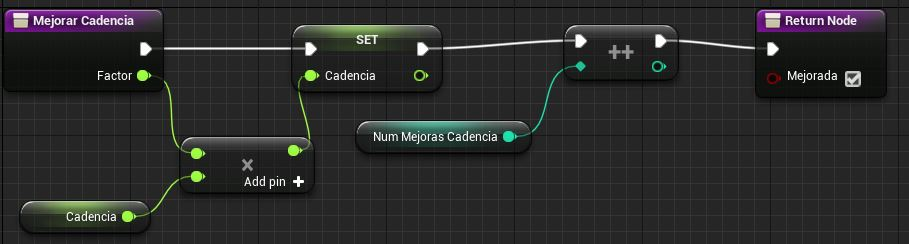 Mejorar Cadencia
Factor
SET
Cadencia
++
Return Node
Mejorada
Num Mejoras Cadencia
×
Add pin +
Cadencia